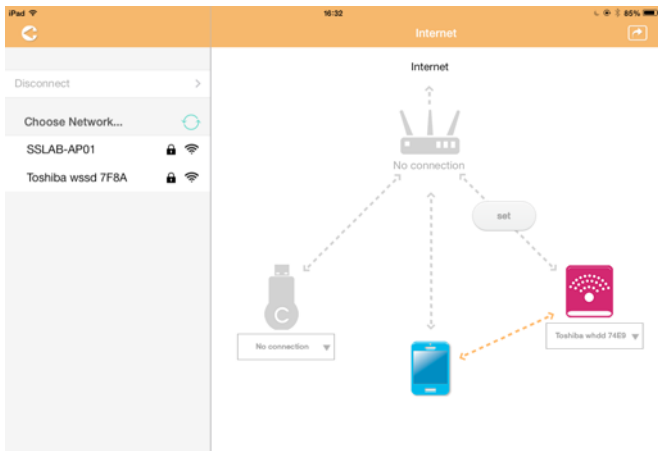 iPad
16:32
85%
Internet
Disconnect
Choose Network...
SSLAB-AP01
Toshiba wssd 7F8A
Internet
No connection
set
C
No connection
Toshiba whdd 74E9